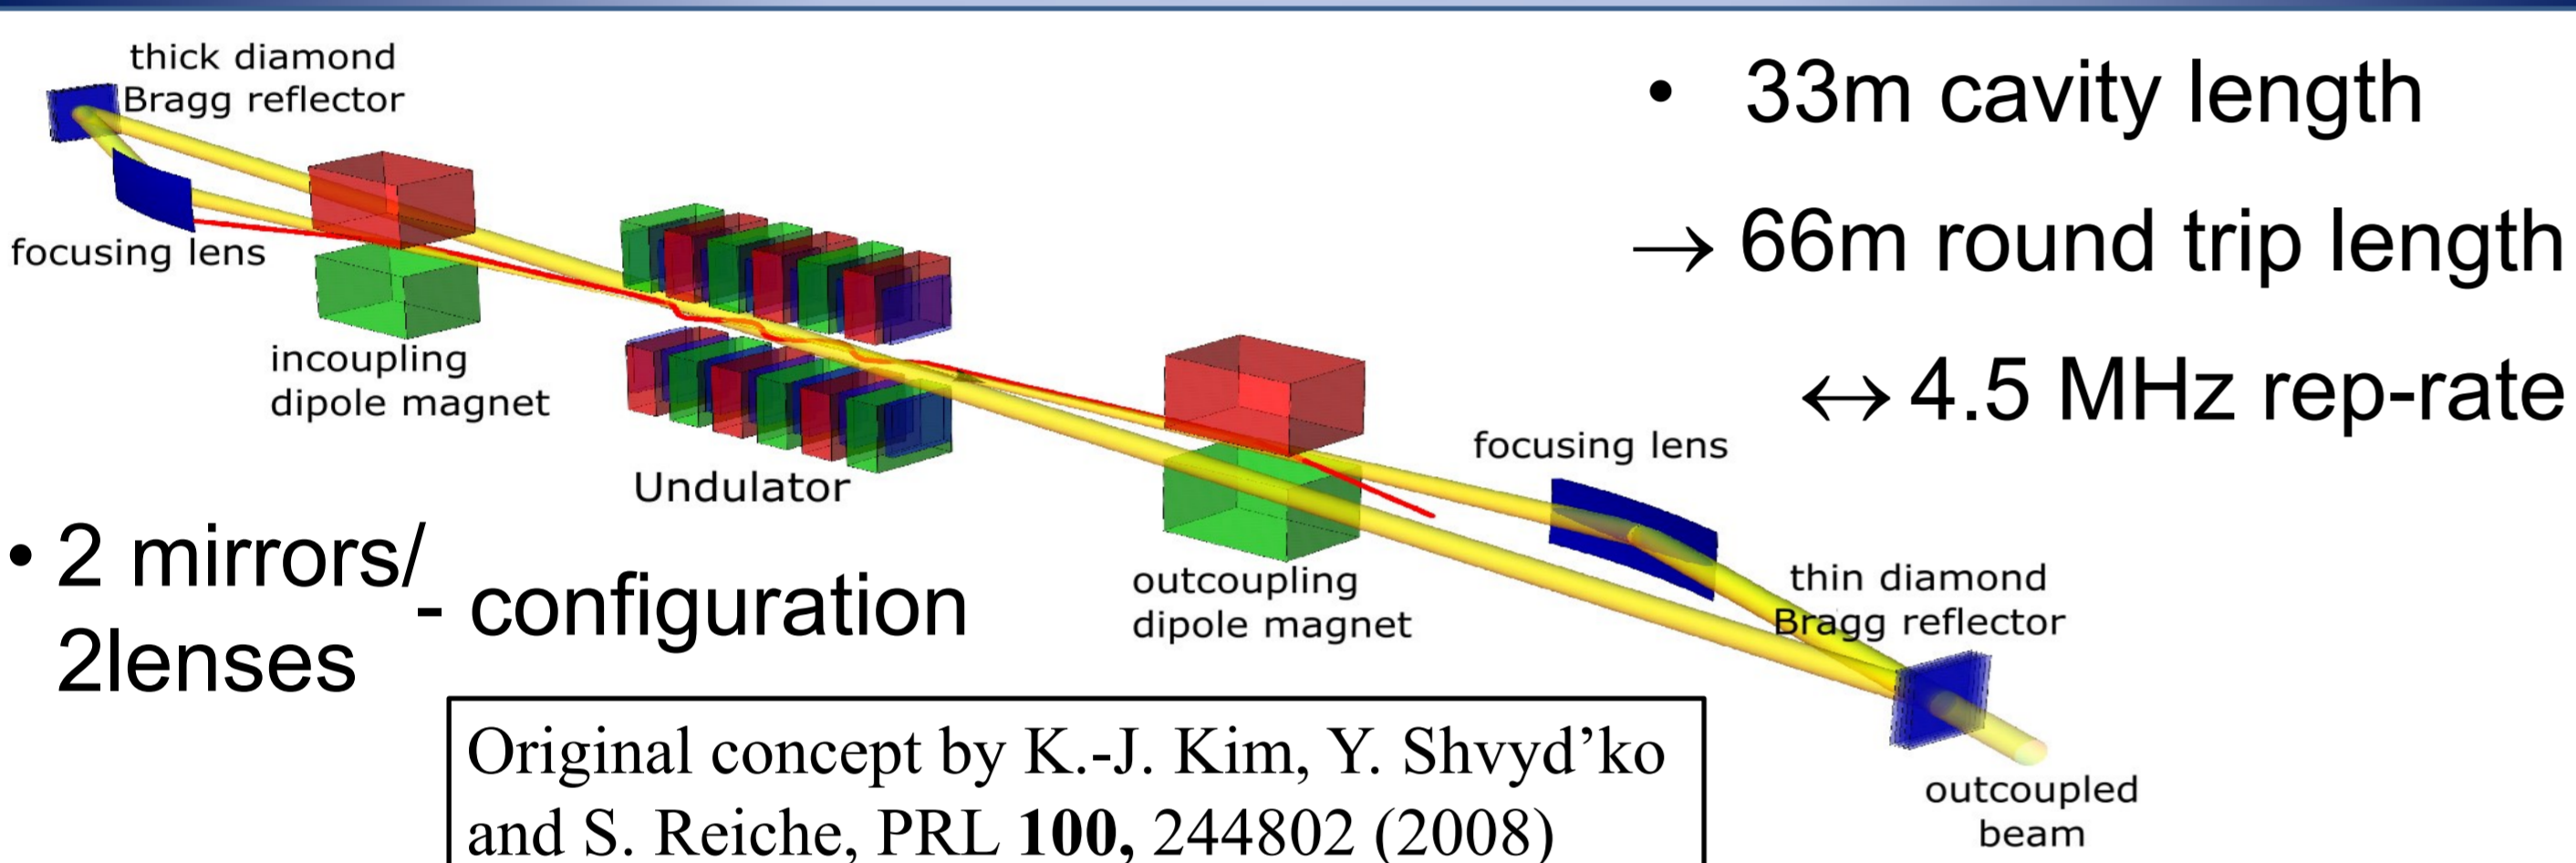 thick diamond
Bragg reflector
• 33m cavity length
→ 66m round trip length
↔ 4.5 MHz rep-rate
focusing lens
incoupling
dipole magnet
Undulator
focusing lens
• 2 mirrors/
2lenses
- configuration
outcoupling
dipole magnet
thin diamond
Bragg reflector
outcoupled
beam
Original concept by K.-J. Kim, Y. Shvyd’ko
and S. Reiche, PRL 100, 244802 (2008)